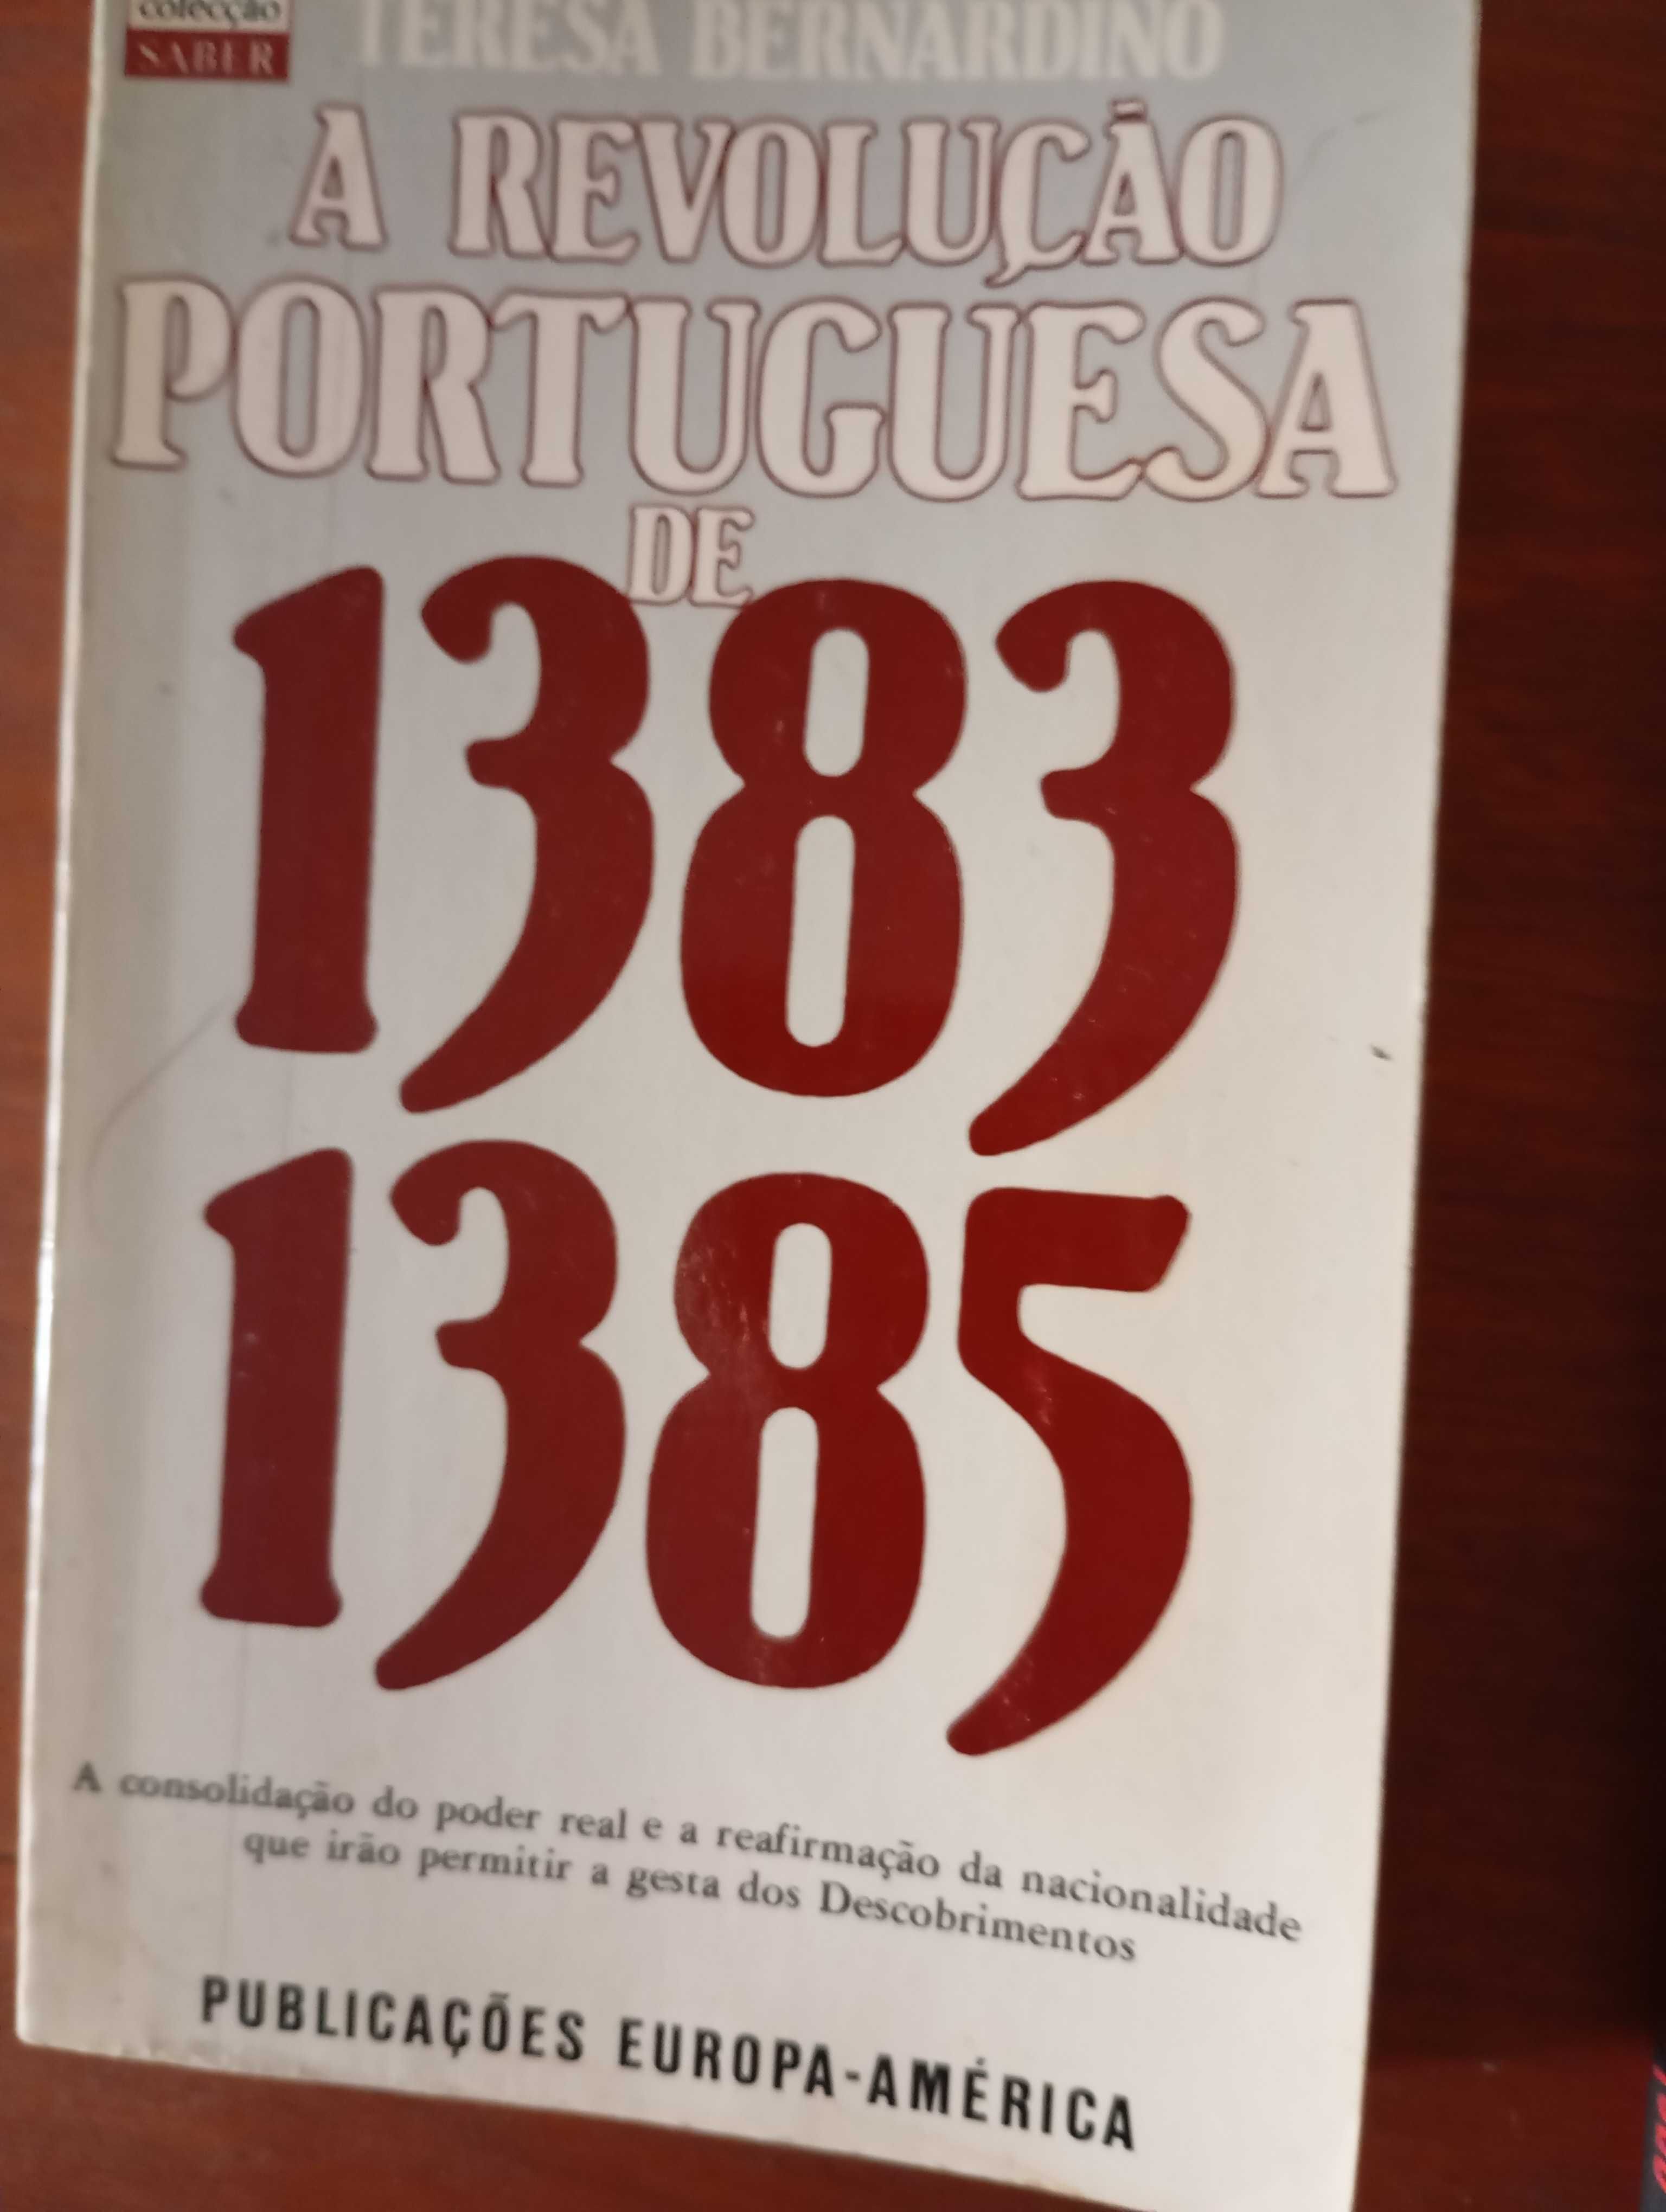 colecção
SABER
TERESA BERNARDINO
A REVOLUÇÃO
PORTUGUESA
DE
1383
1385
A consolidação do poder real e a reafirmação da nacionalidade
que irão permitir a gesta dos Descobrimentos
PUBLICAÇÕES EUROPA-AMÉRICA